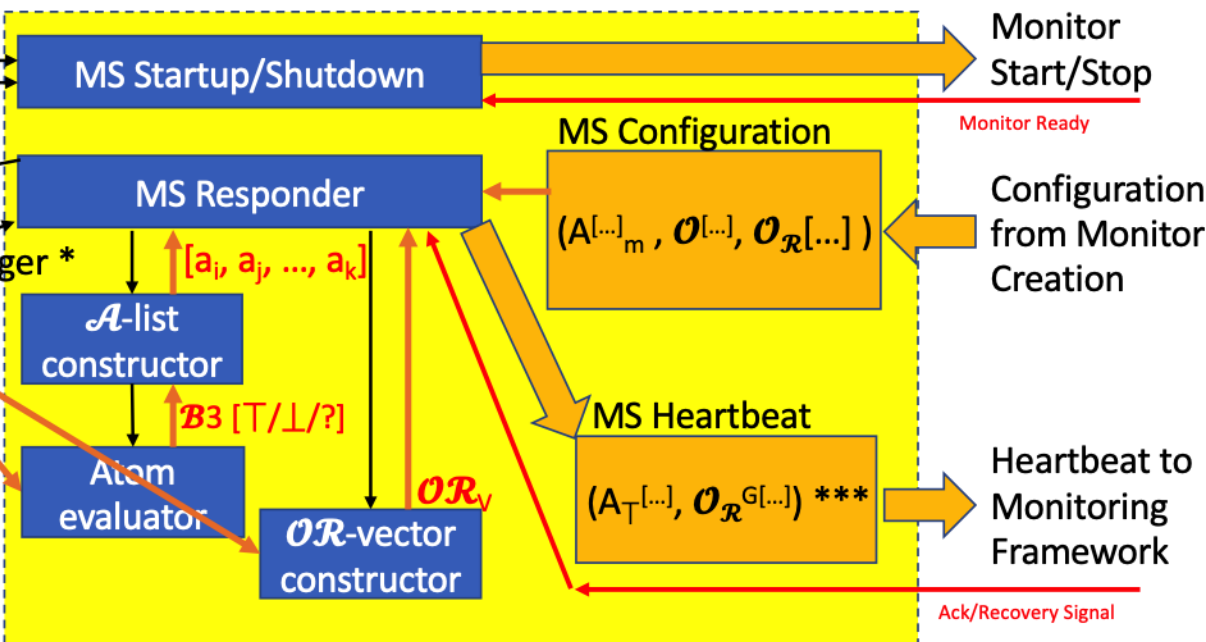 MS Startup/Shutdown
Monitor
Start/Stop
Monitor Ready
MS Configuration
MS Responder
(A[...]m , 𝓞[...], 𝓞𝓡[...] )
Configuration
from Monitor
Creation
ger *
[ai, aj, ..., ak]
𝓐-list
constructor
𝓑3 [⊤/⊥/?]
MS Heartbeat
Atom
evaluator
𝓞𝓡V
(A⊤[...], 𝓞𝓡G[...]) ***
Heartbeat to
Monitoring
Framework
𝓞𝓡-vector
constructor
Ack/Recovery Signal